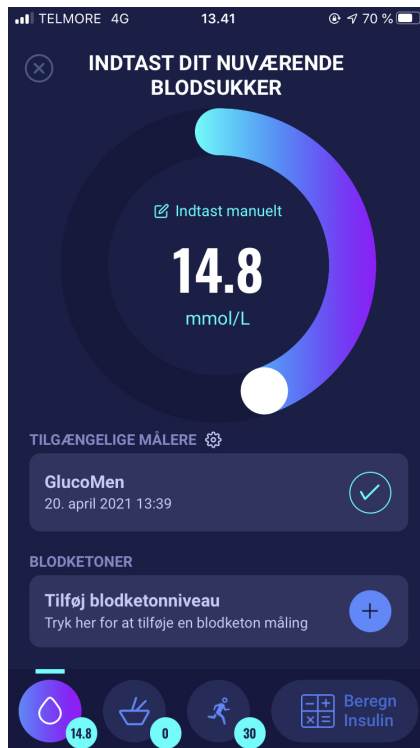 TELMORE 4G 13.41 70 %
INDTAST DIT NUVÆRENDE
BLODSUKKER
Indtast manuelt
14.8
mmol/L
TILGÆNGELIGE MÅLERE
GlucoMen
20. april 2021 13:39
BLODKETONER
Tilføj blodketonniveau
Tryk her for at tilføje en blodketon måling
14.8
0
30
Beregn
Insulin